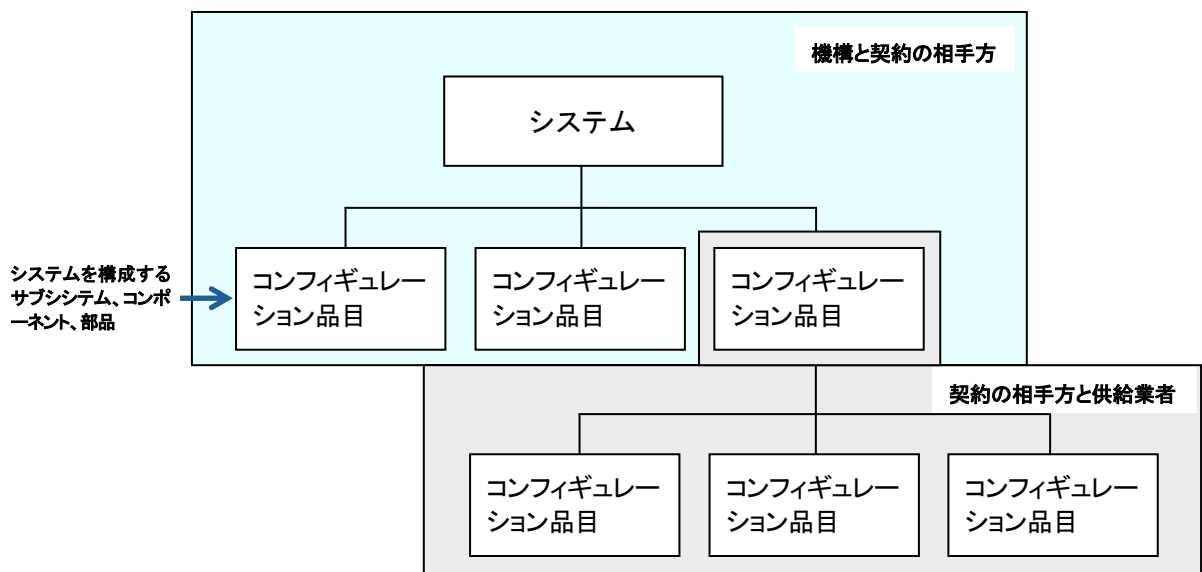 機構と契約の相手方
システム
システムを構成する
サブシシテム、コンポ
ーネント、部品
コンフィギュレー
ション品目
コンフィギュレー
ション品目
コンフィギュレー
ション品目
契約の相手方と供給業者
コンフィギュレー
ション品目
コンフィギュレー
ション品目
コンフィギュレー
ション品目